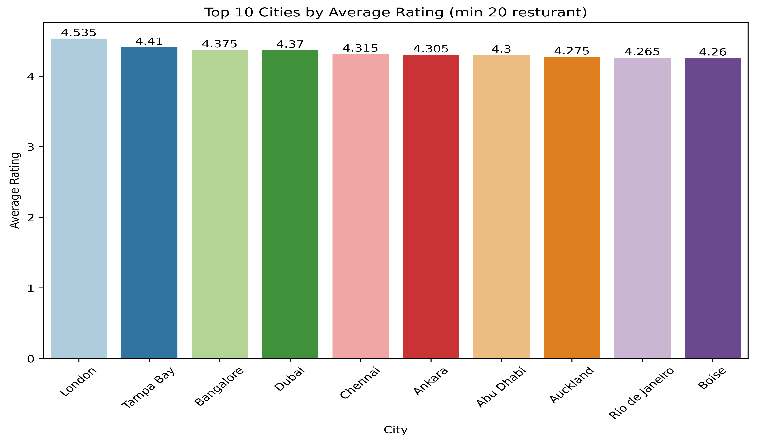 Top 10 Cities by Average Rating (min 20 resturant)
4.535
4.41
4.375
4.37
4.315
4.305
4.3
4.275
4.265
4.26
Average Rating
4
3
2
1
0
London
Tampa Bay
Bangalore
Dubai
Chennai
Ankara
Abu Dhabi
Auckland
Rio de Janeiro
Boise
City